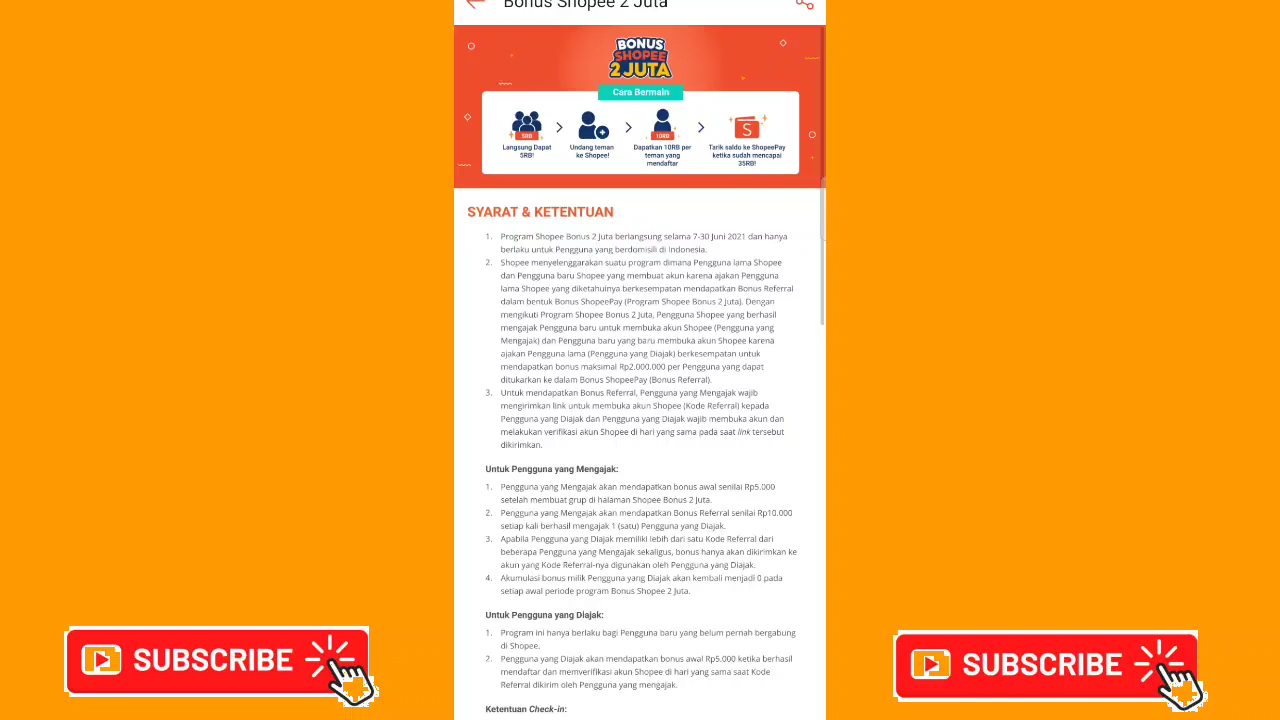 Bonus Shopee 2 Juta
BONUS
SHOPEE
2 JUTA
Cara Bermain
5RB
10RB
S
Langsung Dapat
5RB!
Undang teman
ke Shopee!
Dapatkan 10RB per
teman yang
mendaftar
Tarik saldo ke ShopeePay
ketika sudah mencapai
35RB!
SYARAT & KETENTUAN
1. Program Shopee Bonus 2 Juta berlangsung selama 7-30 Juni 2021 dan hanya
berlaku untuk Pengguna yang berdomisili di Indonesia.
2. Shopee menyelenggarakan suatu program dimana Pengguna lama Shopee
dan Pengguna baru Shopee yang membuat akun karena ajakan Pengguna
lama Shopee yang diketahuinya berkesempatan mendapatkan Bonus Referral
dalam bentuk Bonus ShopeePay (Program Shopee Bonus 2 Juta). Dengan
mengikuti Program Shopee Bonus 2 Juta, Pengguna Shopee yang berhasil
mengajak Pengguna baru untuk membuka akun Shopee (Pengguna yang
Mengajak) dan Pengguna baru yang baru membuka akun Shopee karena
ajakan Pengguna lama (Pengguna yang Diajak) berkesempatan untuk
mendapatkan bonus maksimal Rp2.000.000 per Pengguna yang dapat
ditukarkan ke dalam Bonus ShopeePay (Bonus Referral).
3. Untuk mendapatkan Bonus Referral, Pengguna yang Mengajak wajib
mengirimkan link untuk membuka akun Shopee (Kode Referral) kepada
Pengguna yang Diajak dan Pengguna yang Diajak wajib membuka akun dan
melakukan verifikasi akun Shopee di hari yang sama pada saat link tersebut
dikirimkan.
Untuk Pengguna yang Mengajak:
1. Pengguna yang Mengajak akan mendapatkan bonus awal senilai Rp5.000
setelah membuat grup di halaman Shopee Bonus 2 Juta.
2. Pengguna yang Mengajak akan mendapatkan Bonus Referral senilai Rp10.000
setiap kali berhasil mengajak 1 (satu) Pengguna yang Diajak.
3. Apabila Pengguna yang Diajak memiliki lebih dari satu Kode Referral dari
beberapa Pengguna yang Mengajak sekaligus, bonus hanya akan dikirimkan ke
akun yang Kode Referral-nya digunakan oleh Pengguna yang Diajak.
4. Akumulasi bonus milik Pengguna yang Diajak akan kembali menjadi 0 pada
setiap awal periode program Bonus Shopee 2 Juta.
Untuk Pengguna yang Diajak:
1. Program ini hanya berlaku bagi Pengguna baru yang belum pernah bergabung
di Shopee.
2. Pengguna yang Diajak akan mendapatkan bonus awal Rp5.000 ketika berhasil
mendaftar dan memverifikasi akun Shopee di hari yang sama saat Kode
Referral dikirim oleh Pengguna yang mengajak.
Ketentuan Check-in:
SUBSCRIBE
SUBSCRIBE